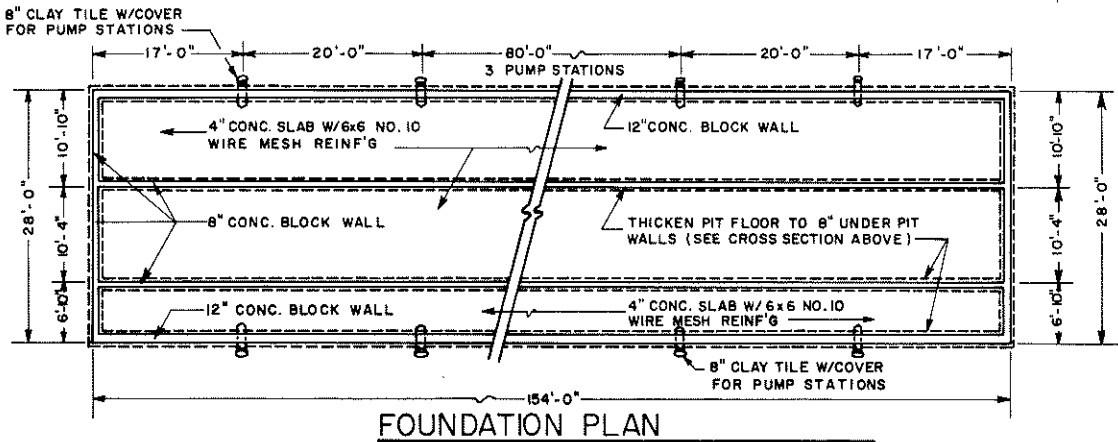 8" CLAY TILE W/COVER
FOR PUMP STATIONS
17'-0"
20'-0"
80'-0"
20'-0"
17'-0"
3 PUMP STATIONS
4" CONC. SLAB W/6x6 NO. 10
WIRE MESH REINF'G
12" CONC. BLOCK WALL
10'-10"
10'-10"
28'-0"
28'-0"
8" CONC. BLOCK WALL
THICKEN PIT FLOOR TO 8" UNDER PIT
WALLS (SEE CROSS SECTION ABOVE)
10'-4"
10'-4"
12" CONC. BLOCK WALL
4" CONC. SLAB W/6x6 NO. 10
WIRE MESH REINF'G
6'-10"
6'-10"
8" CLAY TILE W/COVER
FOR PUMP STATIONS
154'-0"
FOUNDATION PLAN